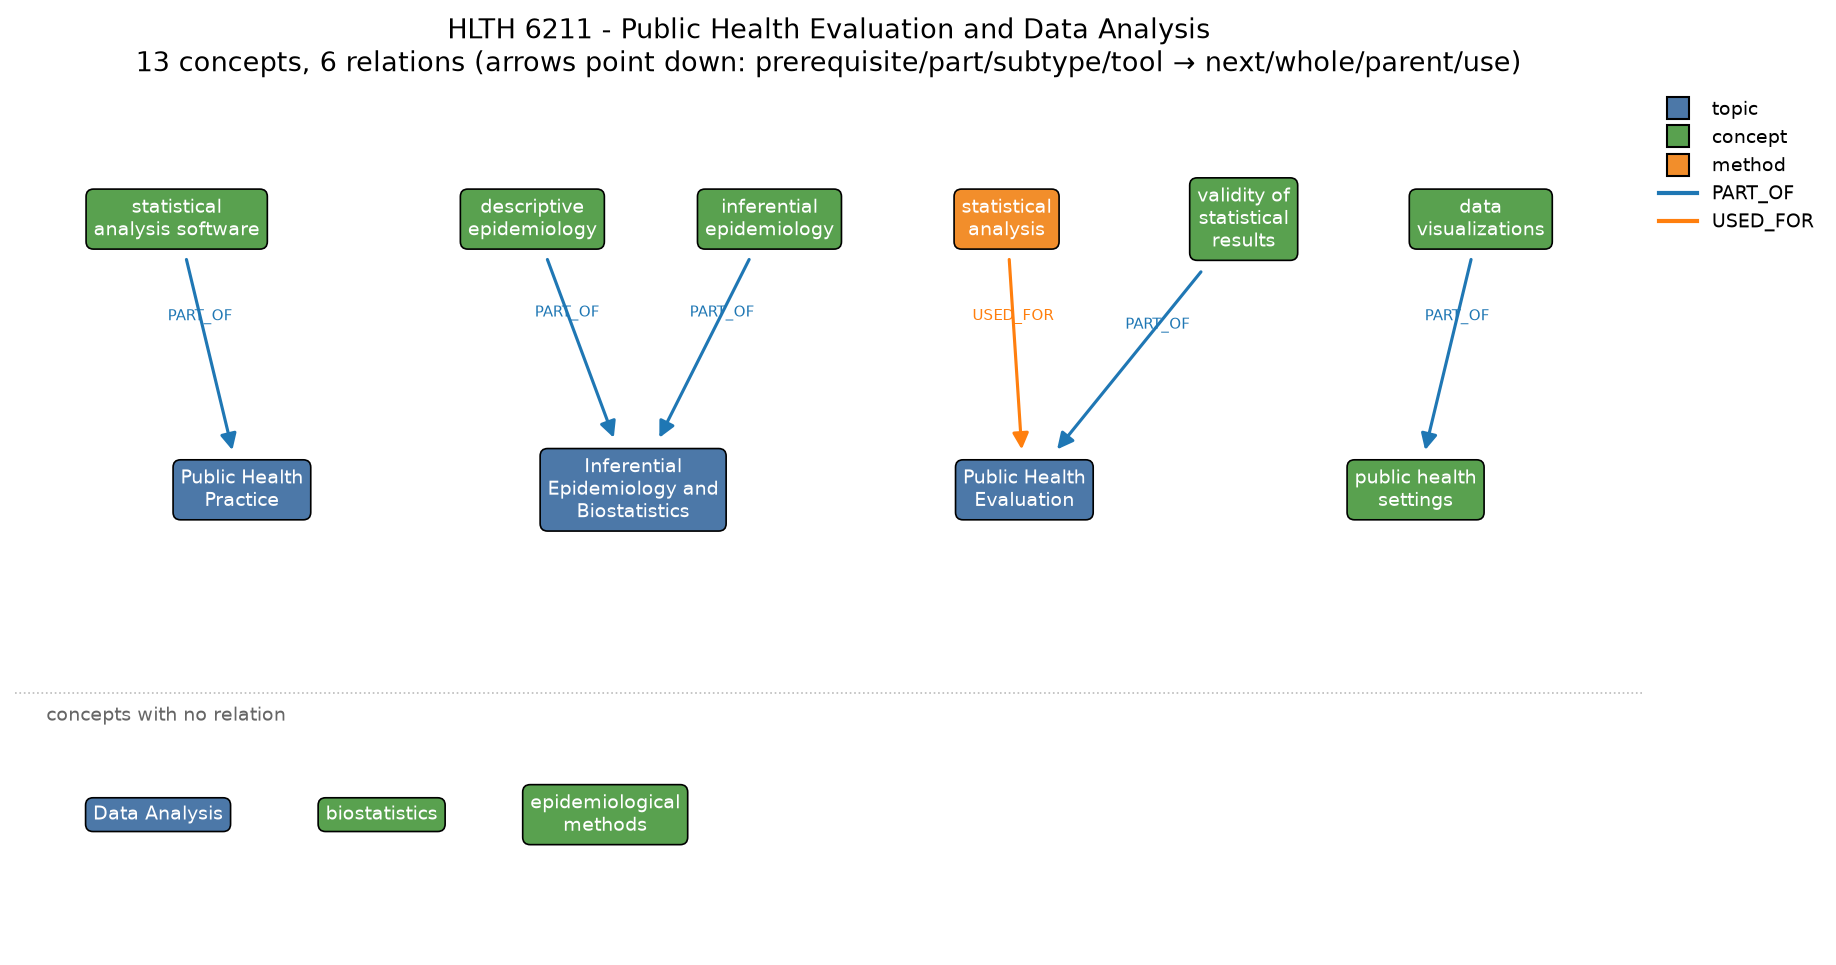 HLTH 6211 - Public Health Evaluation and Data Analysis
13 concepts, 6 relations (arrows point down: prerequisite/part/subtype/tool → next/whole/parent/use)
topic
concept
method
PART_OF
USED_FOR
statistical
analysis software
descriptive
epidemiology
inferential
epidemiology
statistical
analysis
validity of
statistical
results
data
visualizations
PART_OF
PART_OF
PART_OF
USED_FOR
PART_OF
PART_OF
Public Health
Practice
Inferential
Epidemiology and
Biostatistics
Public Health
Evaluation
public health
settings
concepts with no relation
Data Analysis
biostatistics
epidemiological
methods